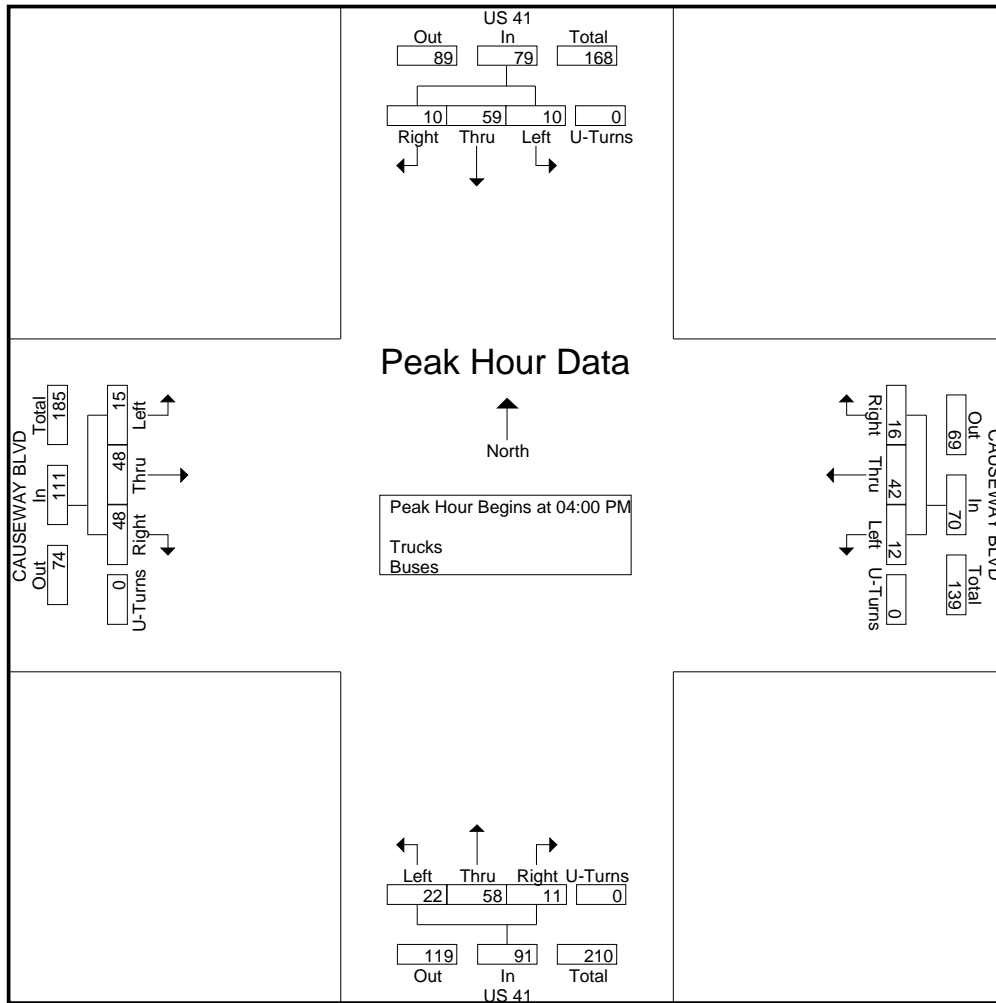 US 41
Out In Total
89 79 168
10 59 10 0
Right Thru Left U-Turns
Peak Hour Data
North
Peak Hour Begins at 04:00 PM
Trucks
Buses
CAUSEWAY BLVD
Total In Out
185 111 74
15 48 48 0
Left Thru Right U-Turns
Right Thru Left U-Turns
16 42 12 0
Out In Total
69 70 139
CAUSEWAY BLVD
Left Thru Right U-Turns
22 58 11 0
119 91 210
Out In Total
US 41